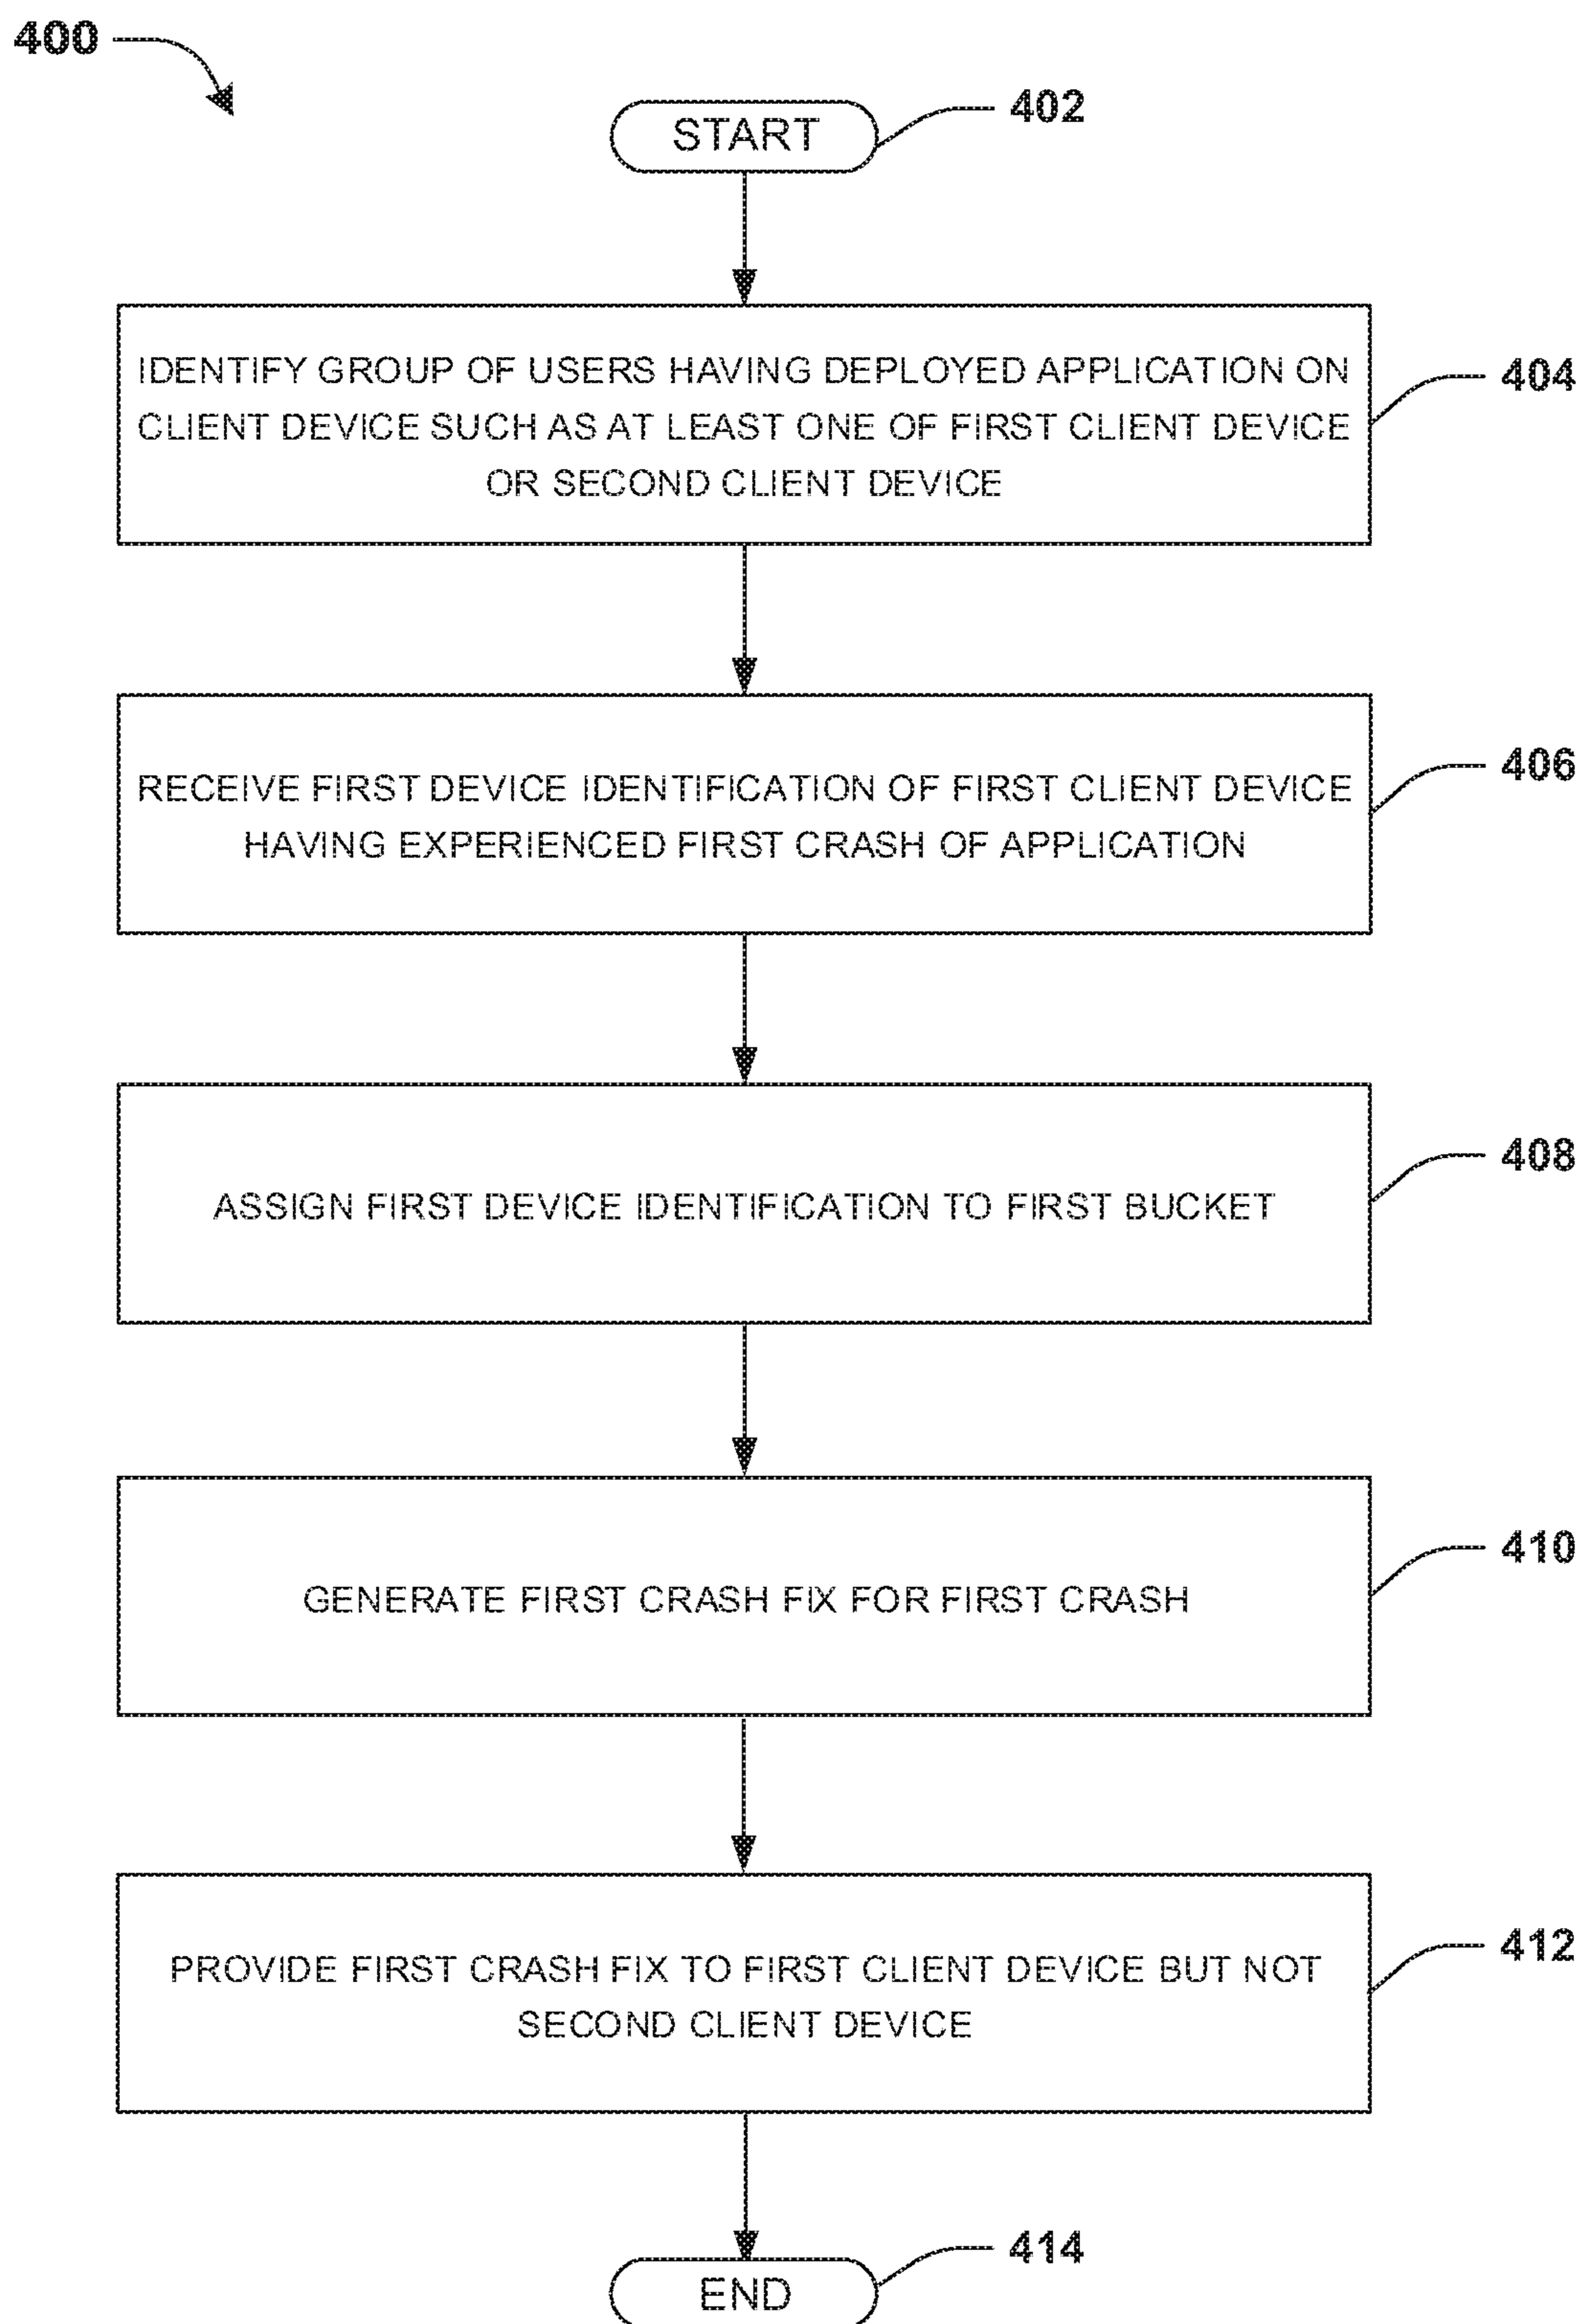 400
START
402
IDENTIFY GROUP OF USERS HAVING DEPLOYED APPLICATION ON
CLIENT DEVICE SUCH AS AT LEAST ONE OF FIRST CLIENT DEVICE
OR SECOND CLIENT DEVICE
404
RECEIVE FIRST DEVICE IDENTIFICATION OF FIRST CLIENT DEVICE
HAVING EXPERIENCED FIRST CRASH OF APPLICATION
406
ASSIGN FIRST DEVICE IDENTIFICATION TO FIRST BUCKET
408
GENERATE FIRST CRASH FIX FOR FIRST CRASH
410
PROVIDE FIRST CRASH FIX TO FIRST CLIENT DEVICE BUT NOT
SECOND CLIENT DEVICE
412
END
414